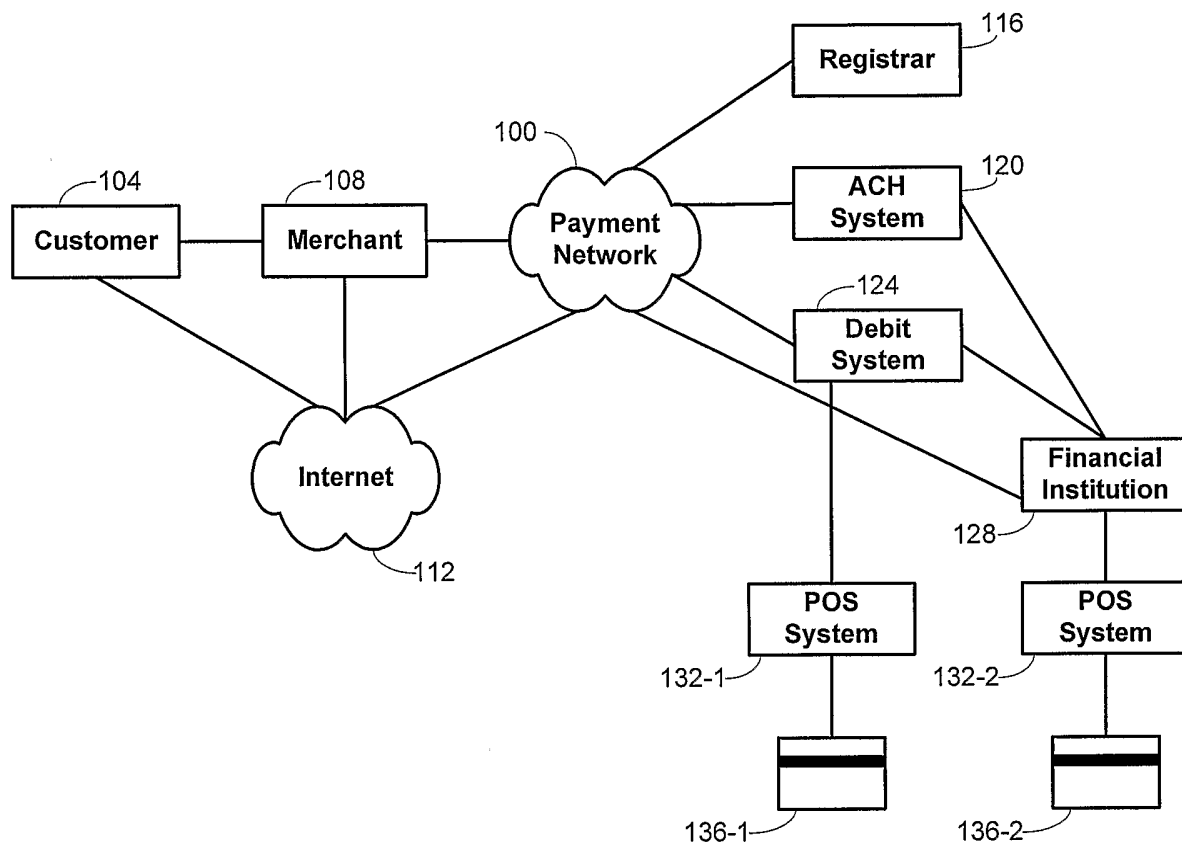 116
Registrar
100
120
ACH
System
104
108
Customer
Merchant
Payment
Network
124
Debit
System
Internet
Financial
Institution
128
112
POS
System
POS
System
132-1
132-2
136-1
136-2